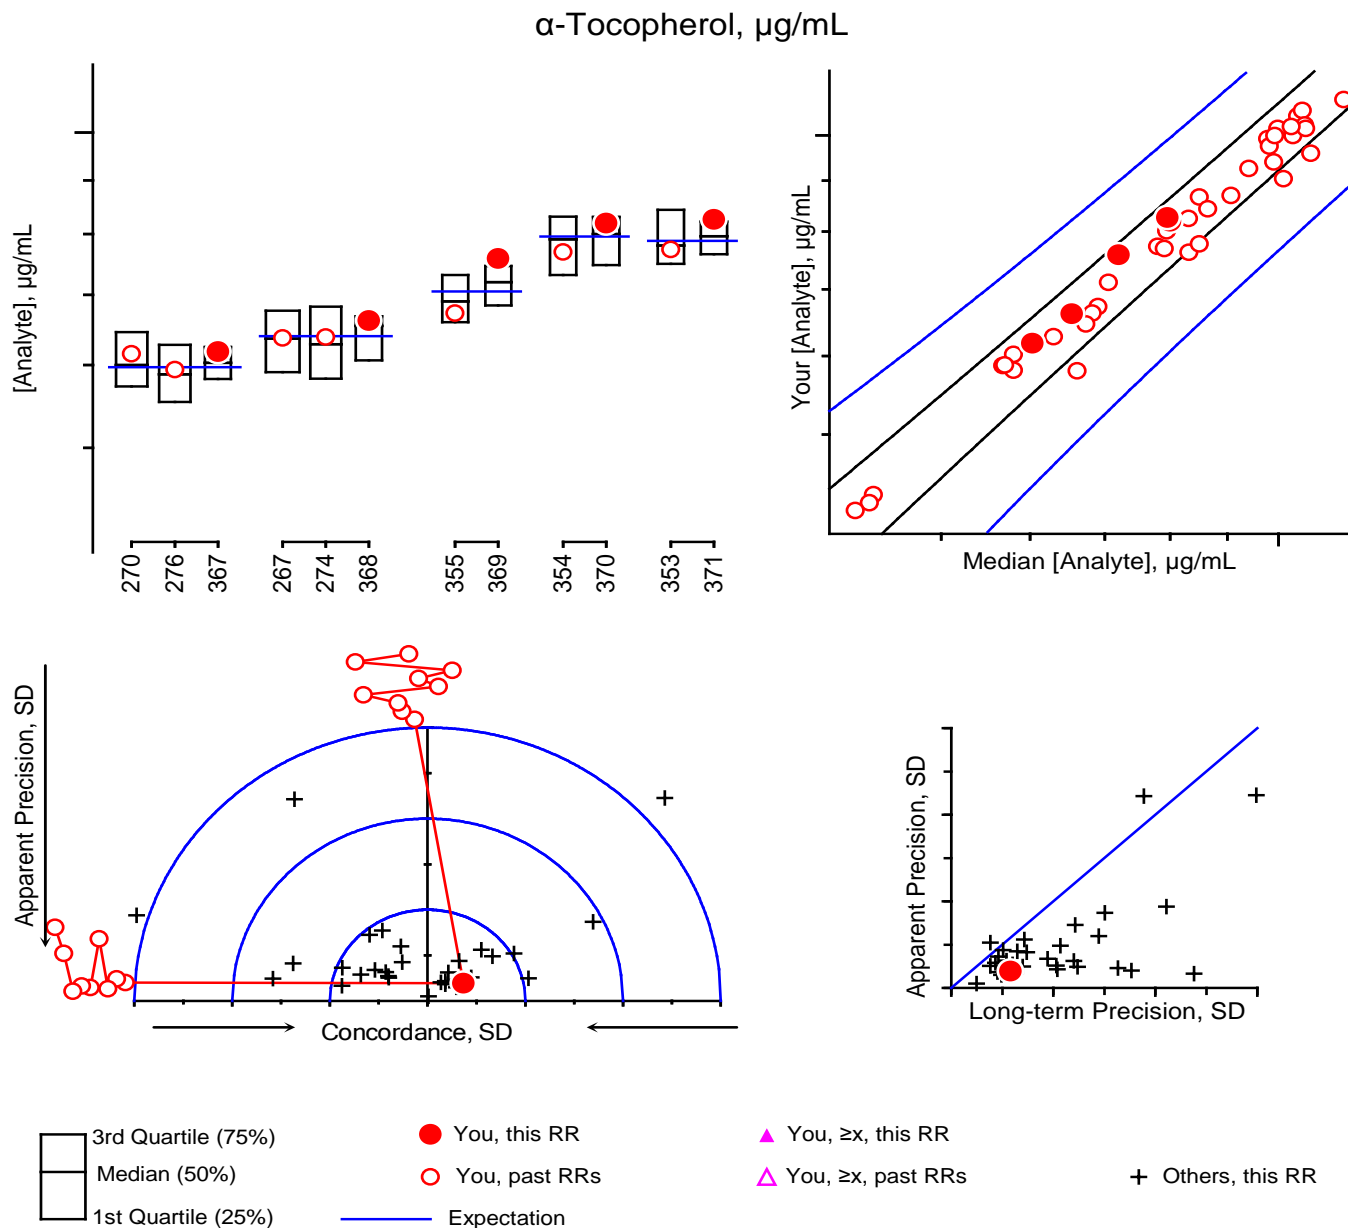 α-Tocopherol, µg/mL
[Analyte], µg/mL
270
276
367
267
274
368
355
369
354
370
353
371
Your [Analyte], µg/mL
Median [Analyte], µg/mL
Apparent Precision, SD
Concordance, SD
Apparent Precision, SD
Long-term Precision, SD
3rd Quartile (75%)
Median (50%)
1st Quartile (25%)
You, this RR
You, past RRs
Expectation
You, ≥x, this RR
You, ≥x, past RRs
Others, this RR